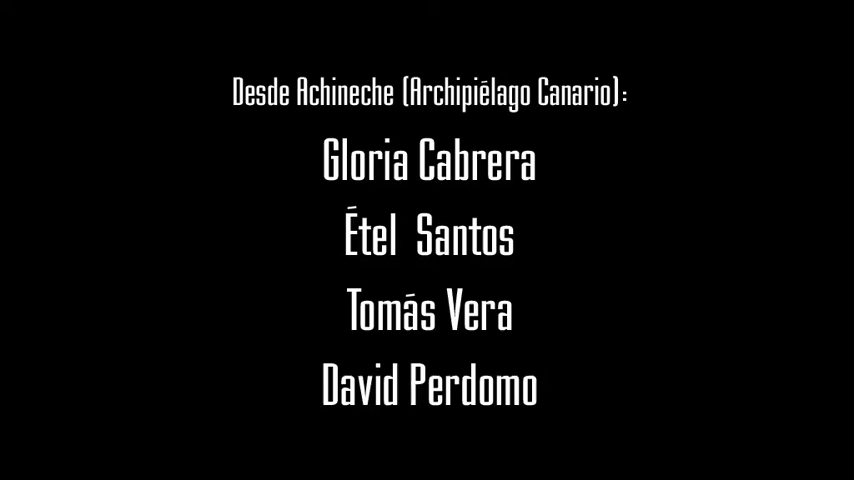 Desde Achineche (Archipiélago Canario):
Gloria Cabrera
Étel Santos
Tomás Vera
David Perdomo